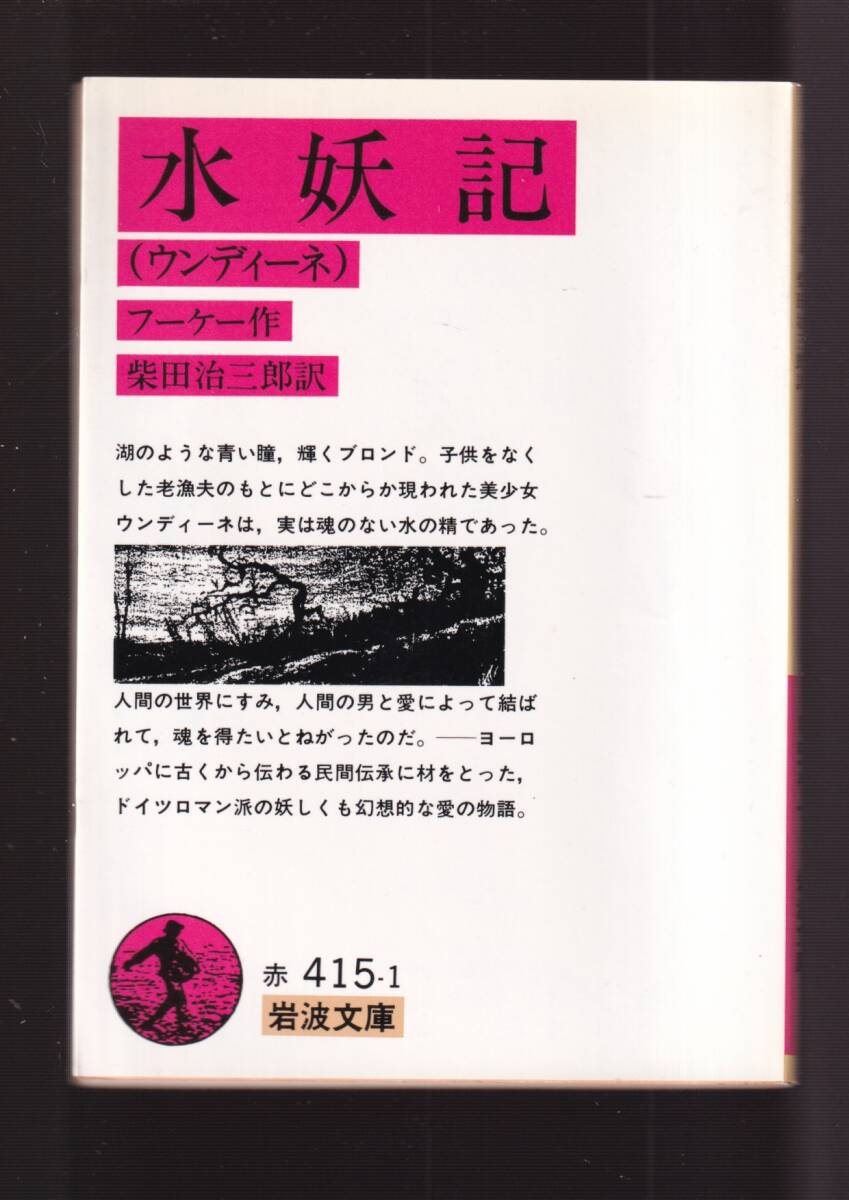 水妖記
(ウンディーネ)
フーケー作
柴田治三郎訳
湖のような青い瞳，輝くブロンド。子供をなく
した老漁夫のもとにどこからか現われた美少女
ウンディーネは，実は魂のない水の精であった。
人間の世界にすみ，人間の男と愛によって結ば
れて，魂を得たいとねがったのだ。――ヨーロ
ッパに古くから伝わる民間伝承に材をとった，
ドイツロマン派の妖しくも幻想的な愛の物語。
赤 415-1
岩波文庫